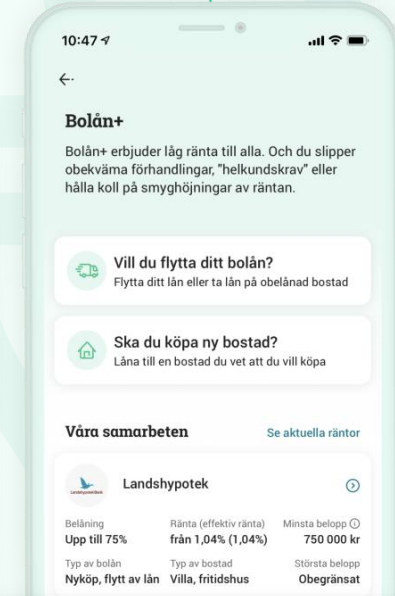 10:47
Bolån+
Bolån+ erbjuder låg ränta till alla. Och du slipper
obekväma förhandlingar, "helkundskrav" eller
hålla koll på smyghöjningar av räntan.
Vill du flytta ditt bolån?
Flytta ditt lån eller ta lån på obelånad bostad
Ska du köpa ny bostad?
Låna till en bostad du vet att du vill köpa
Våra samarbeten Se aktuella räntor
Landshypotek Bank Landshypotek
Belåning Ränta (effektiv ränta) Minsta belopp
Upp till 75% från 1,04% (1,04%) 750 000 kr
Typ av bolån Typ av bostad Största belopp
Nyköp, flytt av lån Villa, fritidshus Obegränsat